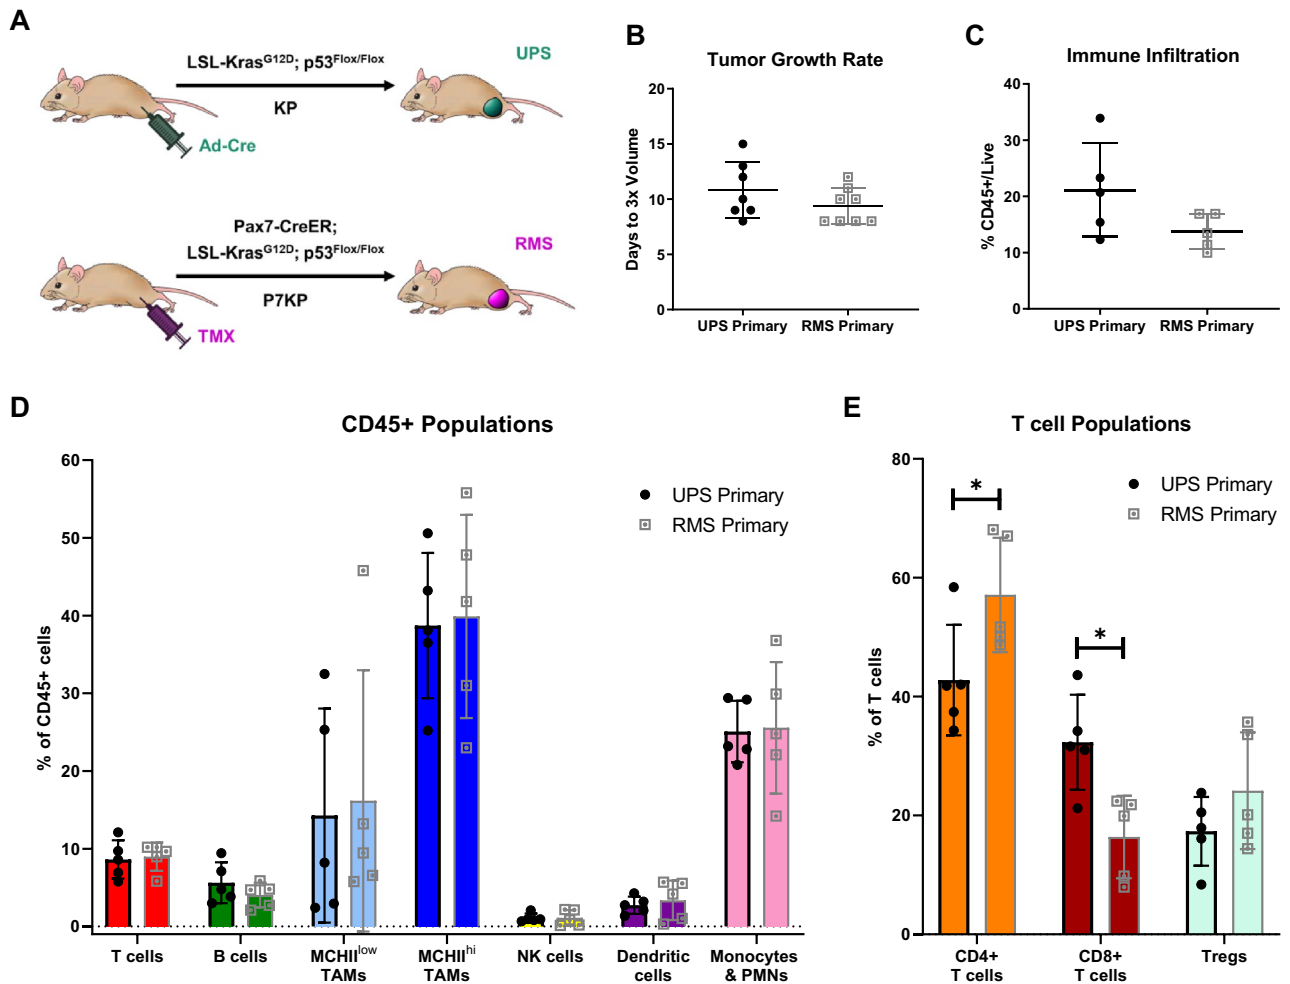 A
LSL-KrasG12D; p53Flox/Flox
KP
Ad-Cre
UPS
Pax7-CreER;
LSL-KrasG12D; p53Flox/Flox
P7KP
TMX
RMS
B
Tumor Growth Rate
Days to 3x Volume
20
15
10
5
0
UPS Primary
RMS Primary
C
Immune Infiltration
% CD45+/Live
40
30
20
10
0
UPS Primary
RMS Primary
D
CD45+ Populations
% of CD45+ cells
60
50
40
30
20
10
0
UPS Primary
RMS Primary
T cells
B cells
MCHIIlow
TAMs
MCHIIhi
TAMs
NK cells
Dendritic
cells
Monocytes
& PMNs
E
T cell Populations
% of T cells
80
60
40
20
0
UPS Primary
RMS Primary
*
*
CD4+
T cells
CD8+
T cells
Tregs